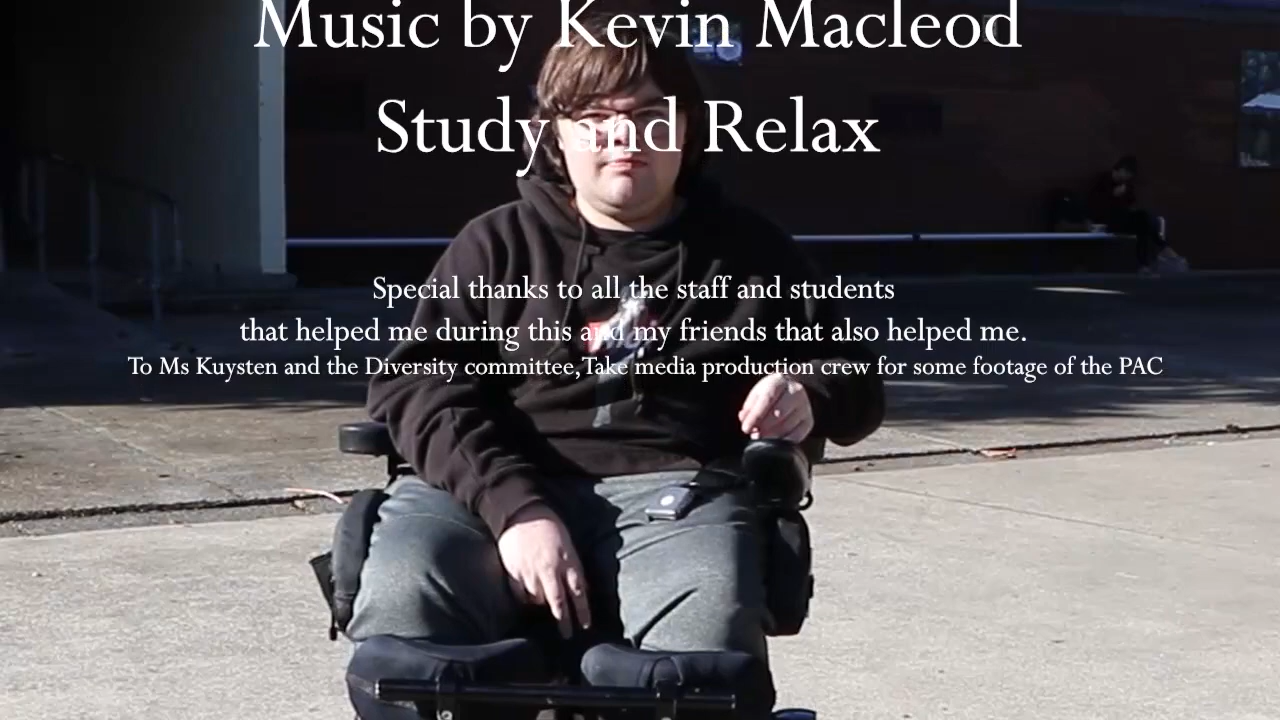 Music by Kevin Macleod
Study and Relax
Special thanks to all the staff and students
that helped me during this and my friends that also helped me.
To Ms Kuysten and the Diversity committee,Take media production crew for some footage of the PAC